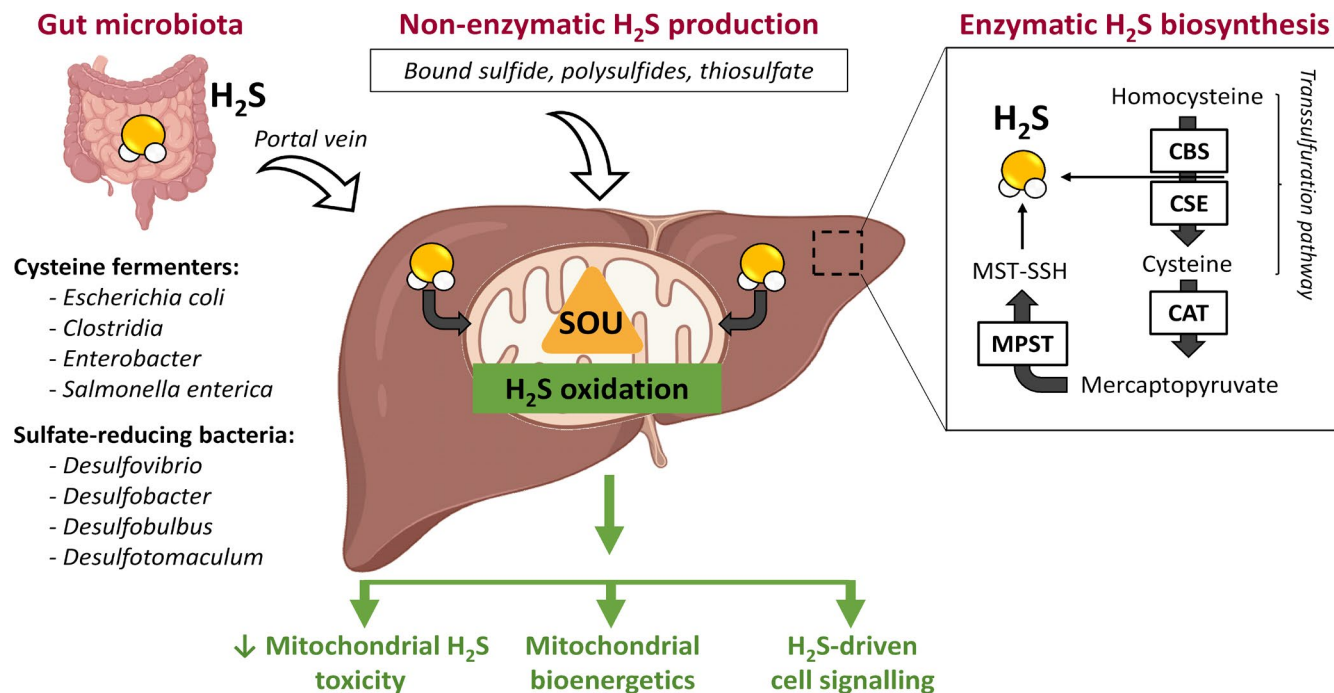 Gut microbiota
H₂S
Portal vein
Cysteine fermenters:
- Escherichia coli
- Clostridia
- Enterobacter
- Salmonella enterica
Sulfate-reducing bacteria:
- Desulfovibrio
- Desulfobacter
- Desulfobulbus
- Desulfotomaculum
Non-enzymatic H₂S production
Bound sulfide, polysulfides, thiosulfate
SOU
H₂S oxidation
↓ Mitochondrial H₂S
toxicity
Mitochondrial
bioenergetics
H₂S-driven
cell signalling
Enzymatic H₂S biosynthesis
H₂S
MST-SSH
MPST
Homocysteine
CBS
CSE
Cysteine
CAT
Mercaptopyruvate
Transsulfuration pathway